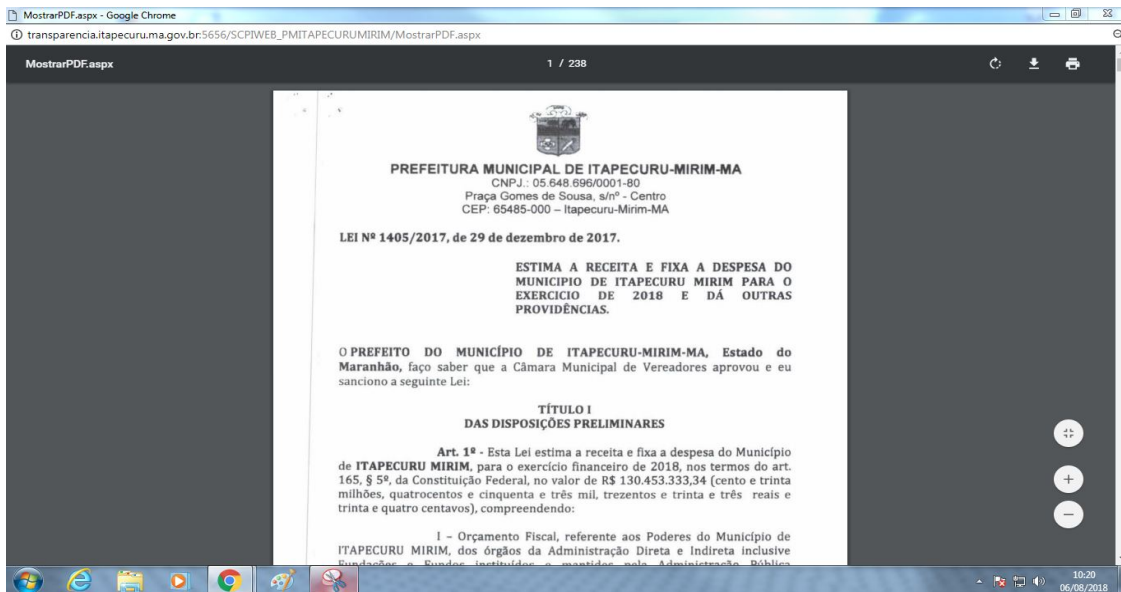 MostrarPDF.aspx - Google Chrome
transparencia.itapecuru.ma.gov.br:5656/SCPIWEB_PMITAPECURUMIRIM/MostrarPDF.aspx
MostrarPDF.aspx 1 / 238
PREFEITURA MUNICIPAL DE ITAPECURU-MIRIM-MA
CNPJ.: 05.648.696/0001-80
Praça Gomes de Sousa, s/nº - Centro
CEP: 65485-000 – Itapecuru-Mirim-MA
LEI Nº 1405/2017, de 29 de dezembro de 2017.
ESTIMA A RECEITA E FIXA A DESPESA DO
MUNICIPIO DE ITAPECURU MIRIM PARA O
EXERCICIO DE 2018 E DÁ OUTRAS
PROVIDÊNCIAS.
O PREFEITO DO MUNICÍPIO DE ITAPECURU-MIRIM-MA, Estado do
Maranhão, faço saber que a Câmara Municipal de Vereadores aprovou e eu
sanciono a seguinte Lei:
TÍTULO I
DAS DISPOSIÇÕES PRELIMINARES
Art. 1º - Esta Lei estima a receita e fixa a despesa do Município
de ITAPECURU MIRIM, para o exercício financeiro de 2018, nos termos do art.
165, § 5º, da Constituição Federal, no valor de R$ 130.453.333,34 (cento e trinta
milhões, quatrocentos e cinquenta e três mil, trezentos e trinta e três reais e
trinta e quatro centavos), compreendendo:
I – Orçamento Fiscal, referente aos Poderes do Município de
ITAPECURU MIRIM, dos órgãos da Administração Direta e Indireta inclusive
Fundações e Fundos instituídos e mantidos pela Administração Pública
10:20
06/08/2018